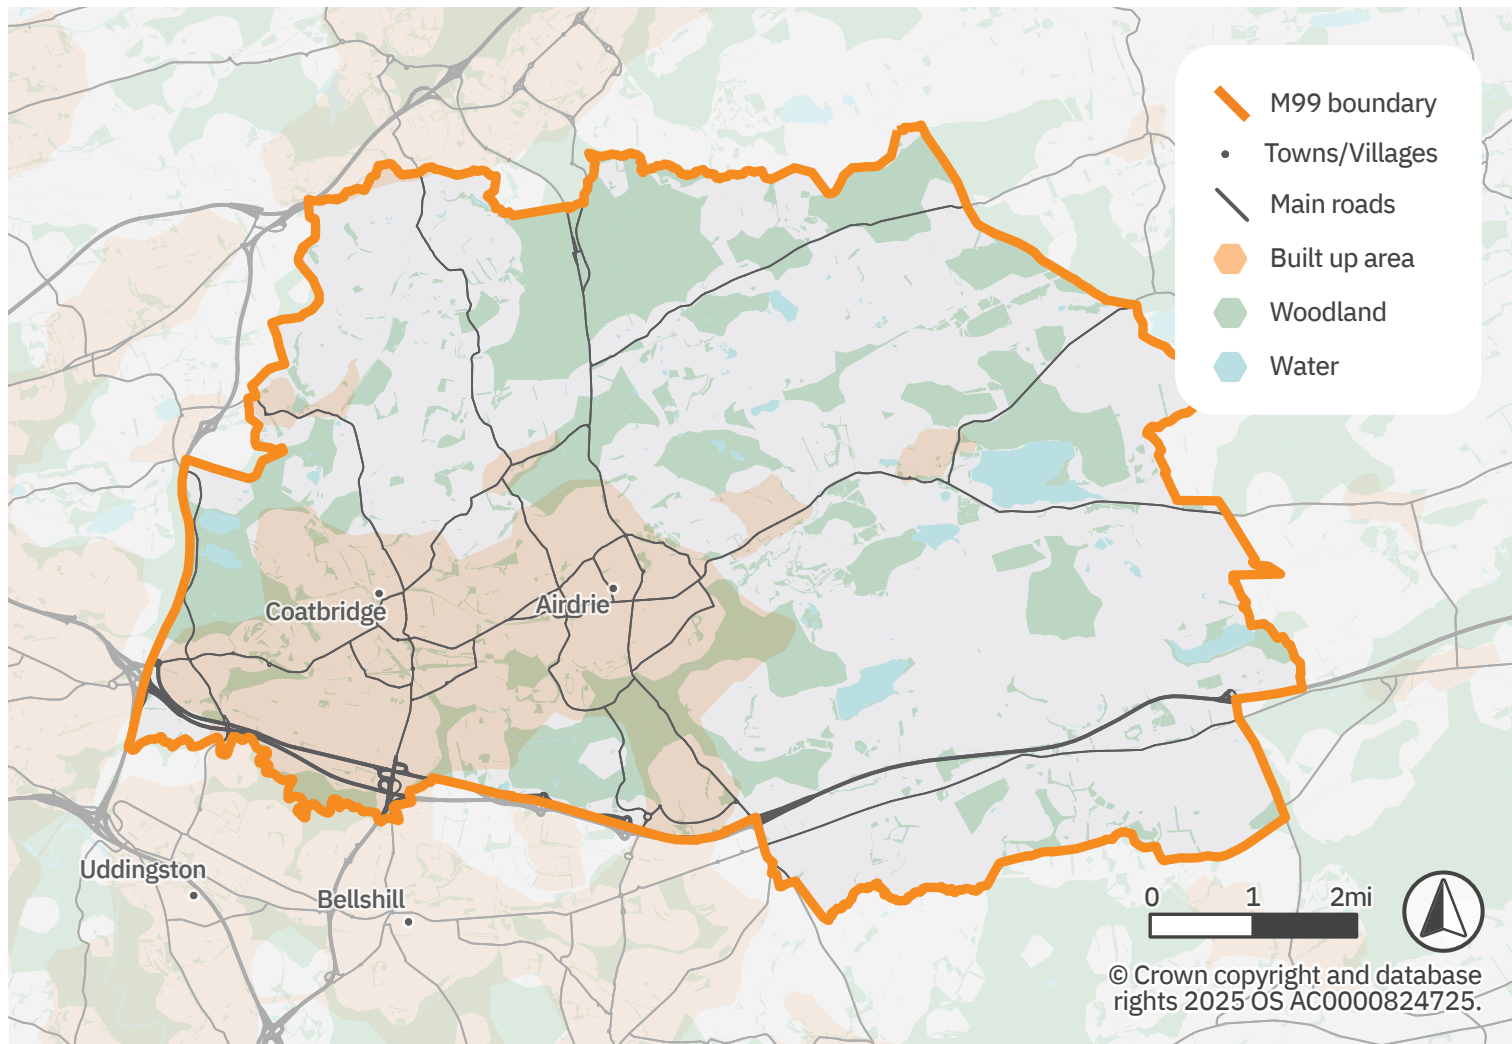 M99 boundary
Towns/Villages
Main roads
Built up area
Woodland
Water
Coatbridge
Airdrie
Uddington
Bellshill
0 1 2mi
© Crown copyright and database
rights 2025 OS AC0000824725.